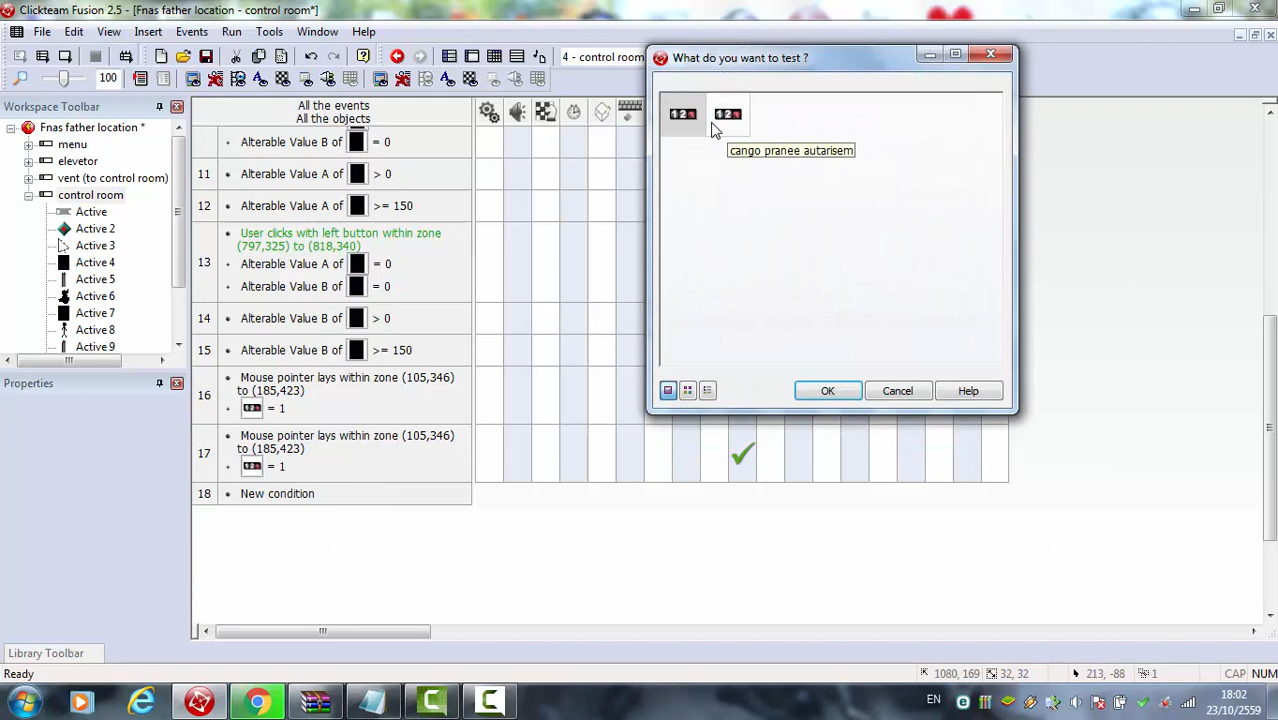 Clickteam Fusion 2.5 - [Fnas father location - control room*]
File Edit View Insert Events Run Tools Window Help
4 - control room
100
What do you want to test ?
cango pranee autarisem
OK
Cancel
Help
Workspace Toolbar
Fnas father location *
menu
elevetor
vent (to control room)
control room
Active
Active 2
Active 3
Active 4
Active 5
Active 6
Active 7
Active 8
Active 9
Properties
Library Toolbar
All the events
All the objects
Alterable Value B of = 0
11 Alterable Value A of > 0
12 Alterable Value A of >= 150
User clicks with left button within zone
(797,325) to (818,340)
13 Alterable Value A of = 0
Alterable Value B of = 0
14 Alterable Value B of > 0
15 Alterable Value B of >= 150
Mouse pointer lays within zone (105,346)
16 to (185,423)
= 1
Mouse pointer lays within zone (105,346)
17 to (185,423)
= 1
18 New condition
Ready
1080, 169
32, 32
213, -88
1
CAP NUM
EN
18:02
23/10/2559